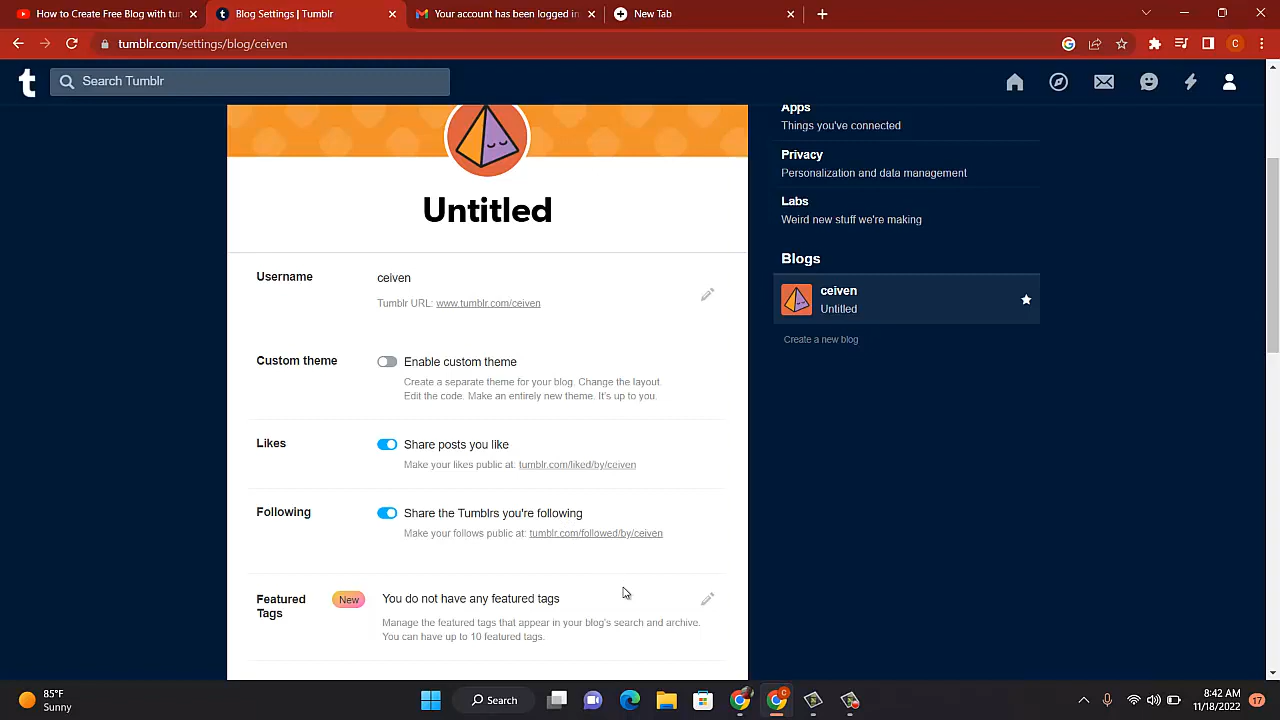 How to Create Free Blog with tum
Blog Settings | Tumblr
Your account has been logged in
New Tab
tumblr.com/settings/blog/ceiven
C
t
Search Tumblr
Apps
Things you've connected
Privacy
Personalization and data management
Labs
Weird new stuff we're making
Blogs
ceiven
Untitled
Create a new blog
Untitled
Username
ceiven
Tumblr URL: www.tumblr.com/ceiven
Custom theme
Enable custom theme
Create a separate theme for your blog. Change the layout.
Edit the code. Make an entirely new theme. It's up to you.
Likes
Share posts you like
Make your likes public at: tumblr.com/liked/by/ceiven
Following
Share the Tumblrs you're following
Make your follows public at: tumblr.com/followed/by/ceiven
Featured
Tags
New
You do not have any featured tags
Manage the featured tags that appear in your blog's search and archive.
You can have up to 10 featured tags.
85°F
Sunny
Search
8:42 AM
11/18/2022
17